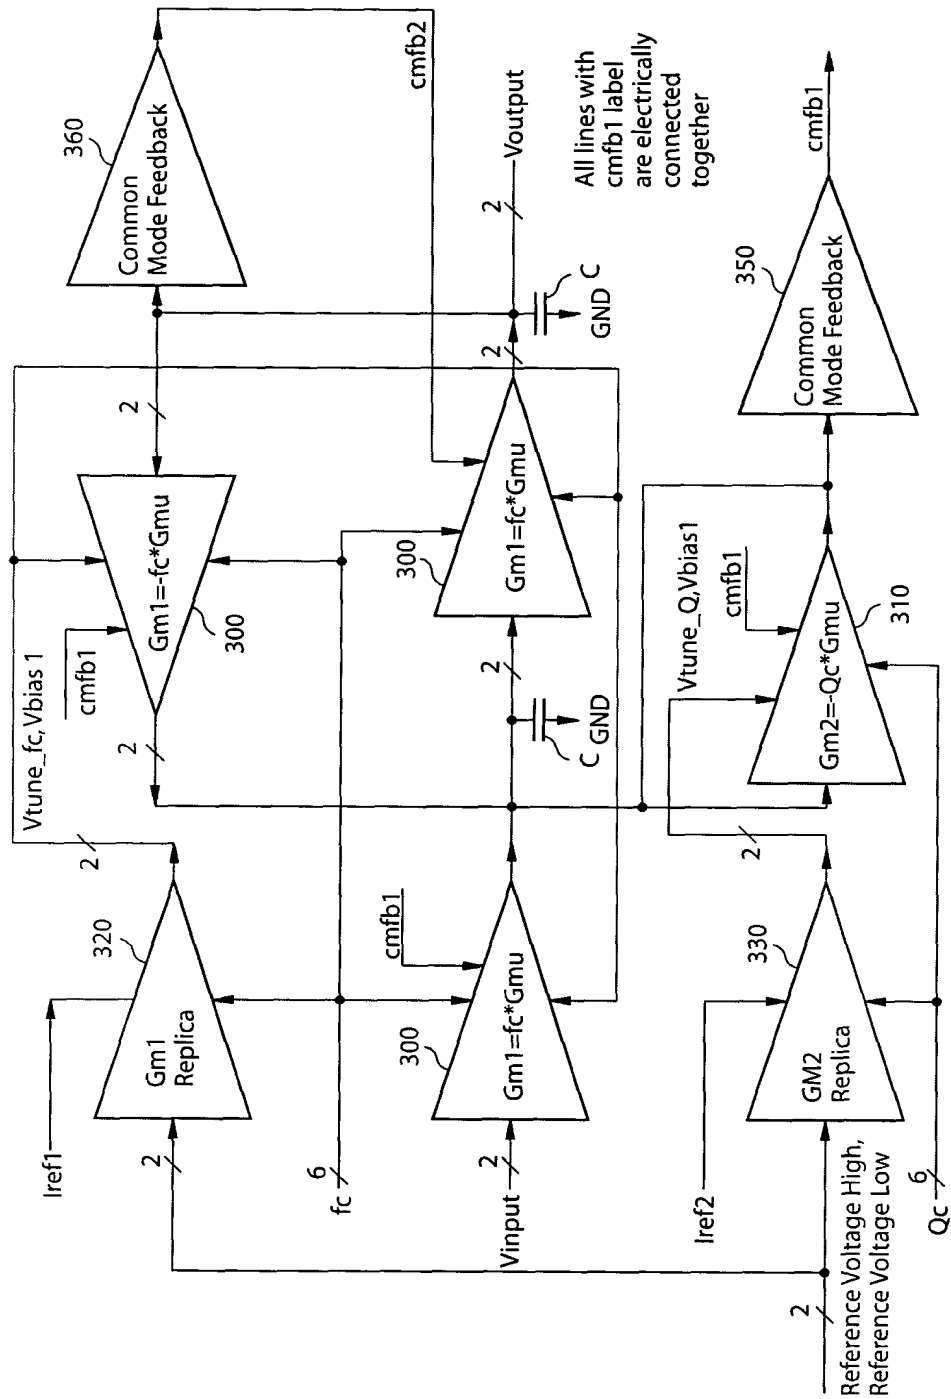 360
Common
Mode Feedback
cmfb2
Vtune_fc,Vbias 1
2
2
Gm1=-fc*Gmu
300
cmfb1
2
320
Gm1
Replica
2
Iref1
2
fc
6
All lines with
cmfb1 label
are electrically
connected
together
Voutput
2
C
GND
2
Gm1=fc*Gmu
300
2
C
GND
cmfb1
Gm1=fc*Gmu
300
Vinput
2
cmfb1
350
Common
Mode Feedback
Vtune_Q,Vbias1
cmfb1
310
Gm2=-Qc*Gmu
2
330
GM2
Replica
Iref2
2
Reference Voltage High,
Reference Voltage Low
Qc
6